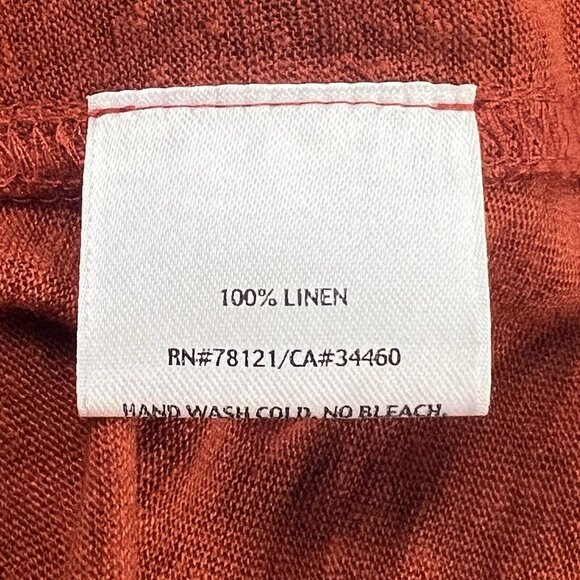 100% LINEN
RN#78121/CA#34460
HAND WASH COLD. NO BLEACH.